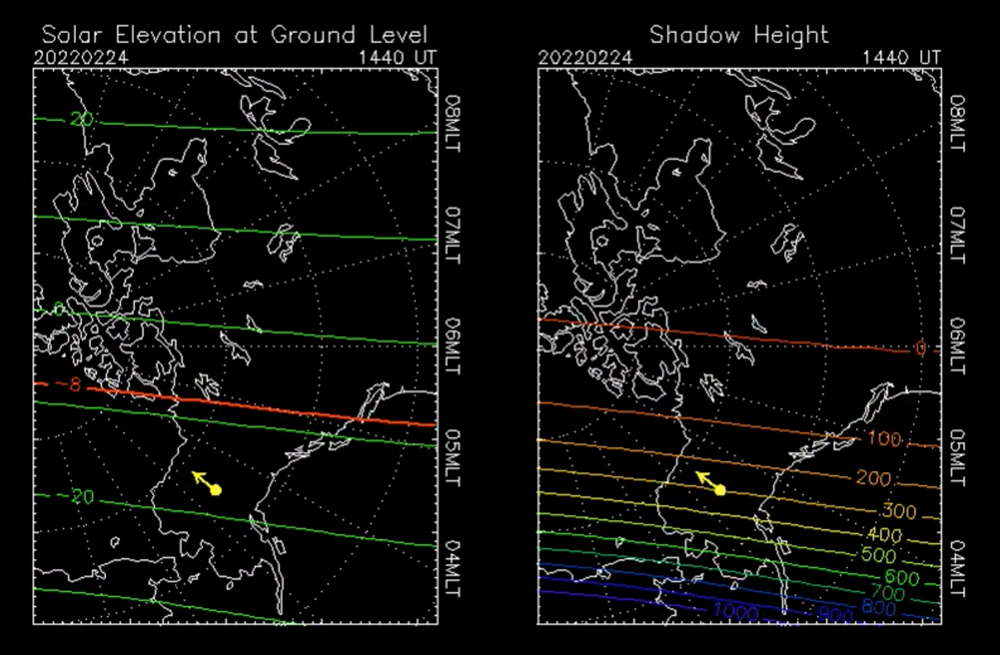 Solar Elevation at Ground Level
20220224 1440 UT
20
0
-8
-20
08MLT
07MLT
06MLT
05MLT
04MLT
Shadow Height
20220224 1440 UT
0
100
200
300
400
500
600
700
800
900
1000
08MLT
07MLT
06MLT
05MLT
04MLT